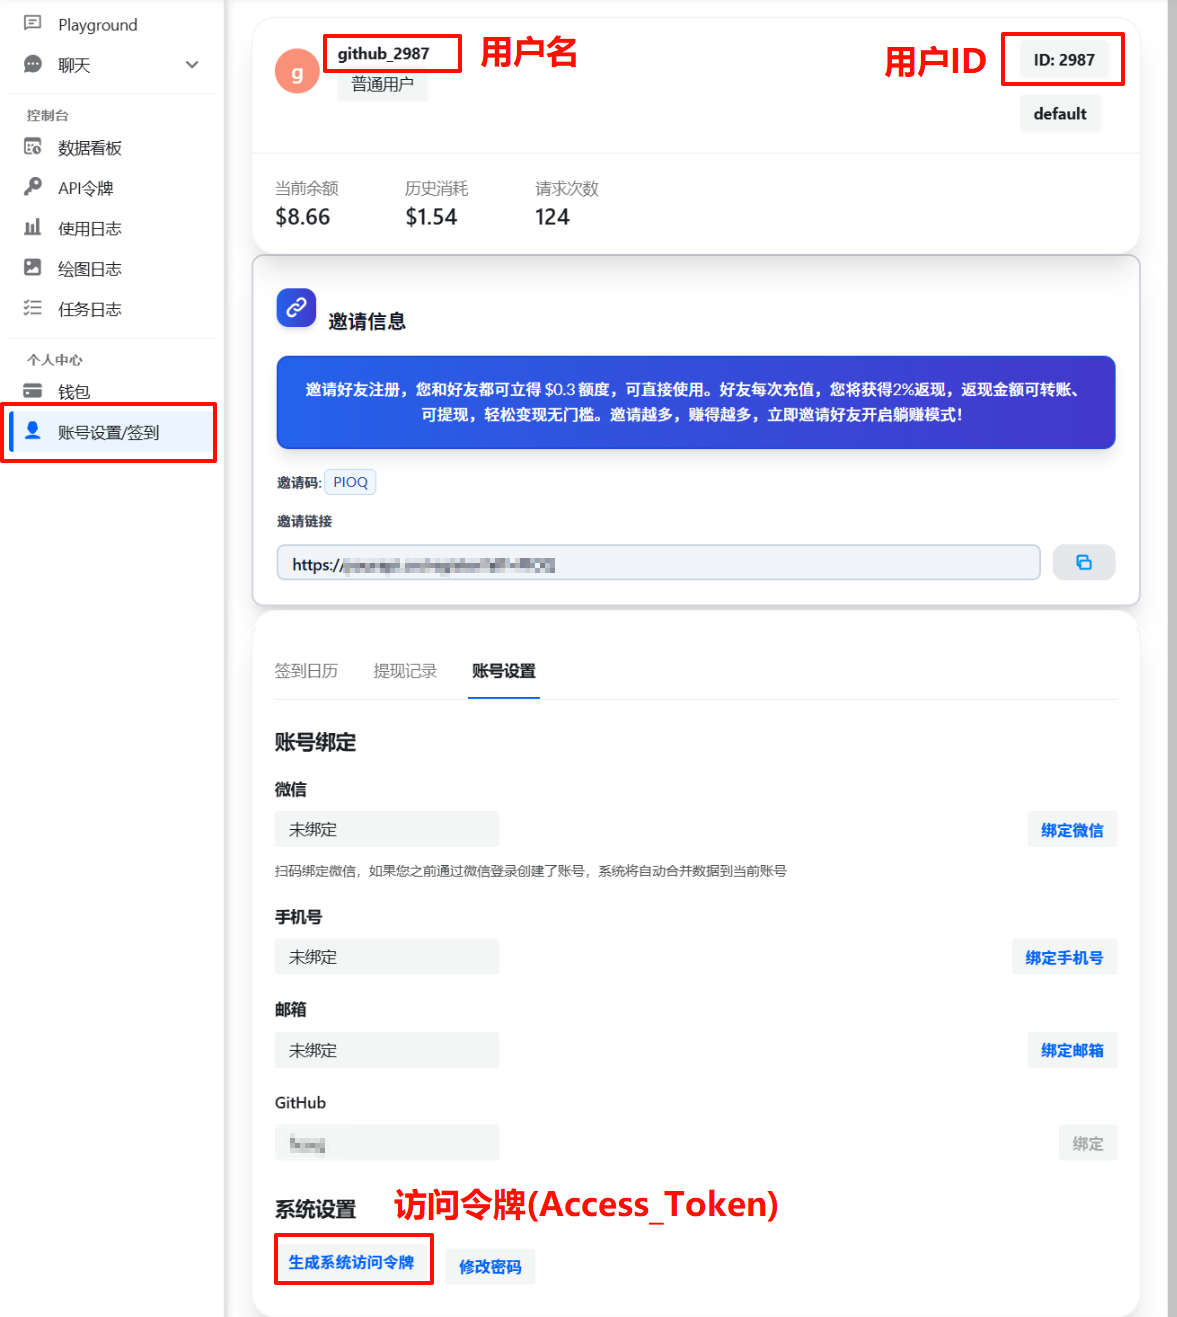 Playground
聊天
控制台
数据看板
API令牌
使用日志
绘图日志
任务日志
个人中心
钱包
账号设置/签到
g
github_2987
用户名
普通用户
用户ID
ID: 2987
default
当前余额
历史消耗
请求次数
$8.66
$1.54
124
邀请信息
邀请好友注册，您和好友都可立得 $0.3 额度，可直接使用。好友每次充值，您将获得2%返现，返现金额可转账、
可提现，轻松变现无门槛。邀请越多，赚得越多，立即邀请好友开启躺赚模式！
邀请码: PIOQ
邀请链接
https://
签到日历
提现记录
账号设置
账号绑定
微信
未绑定
绑定微信
扫码绑定微信，如果您之前通过微信登录创建了账号，系统将自动合并数据到当前账号
手机号
未绑定
绑定手机号
邮箱
未绑定
绑定邮箱
GitHub
绑定
系统设置
访问令牌(Access_Token)
生成系统访问令牌
修改密码